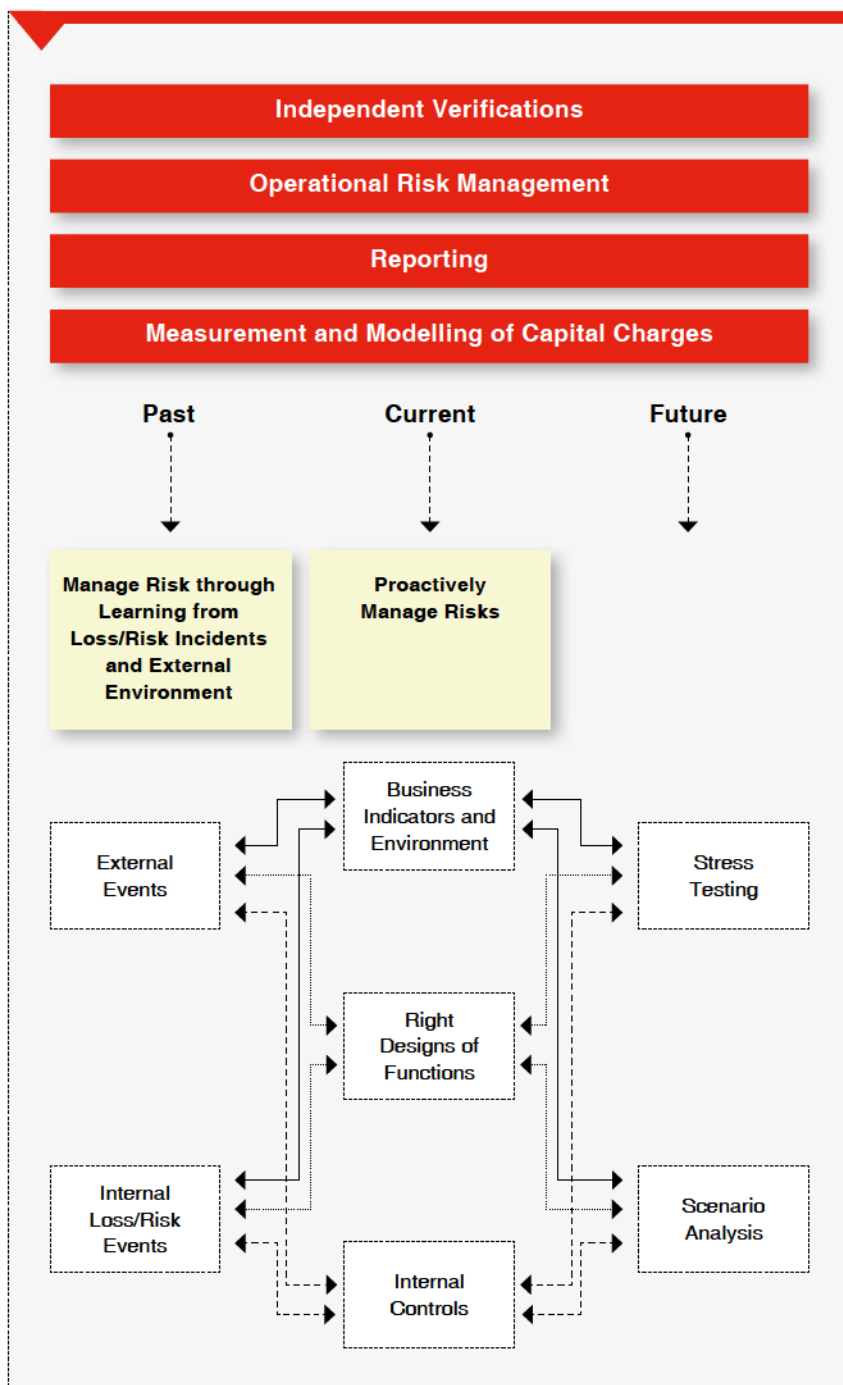 Independent Verifications
Operational Risk Management
Reporting
Measurement and Modelling of Capital Charges
Past
Current
Future
Manage Risk through
Learning from
Loss/Risk Incidents
and External
Environment
Proactively
Manage Risks
Business
Indicators and
Environment
External
Events
Stress
Testing
Right
Designs of
Functions
Internal
Loss/Risk
Events
Scenario
Analysis
Internal
Controls